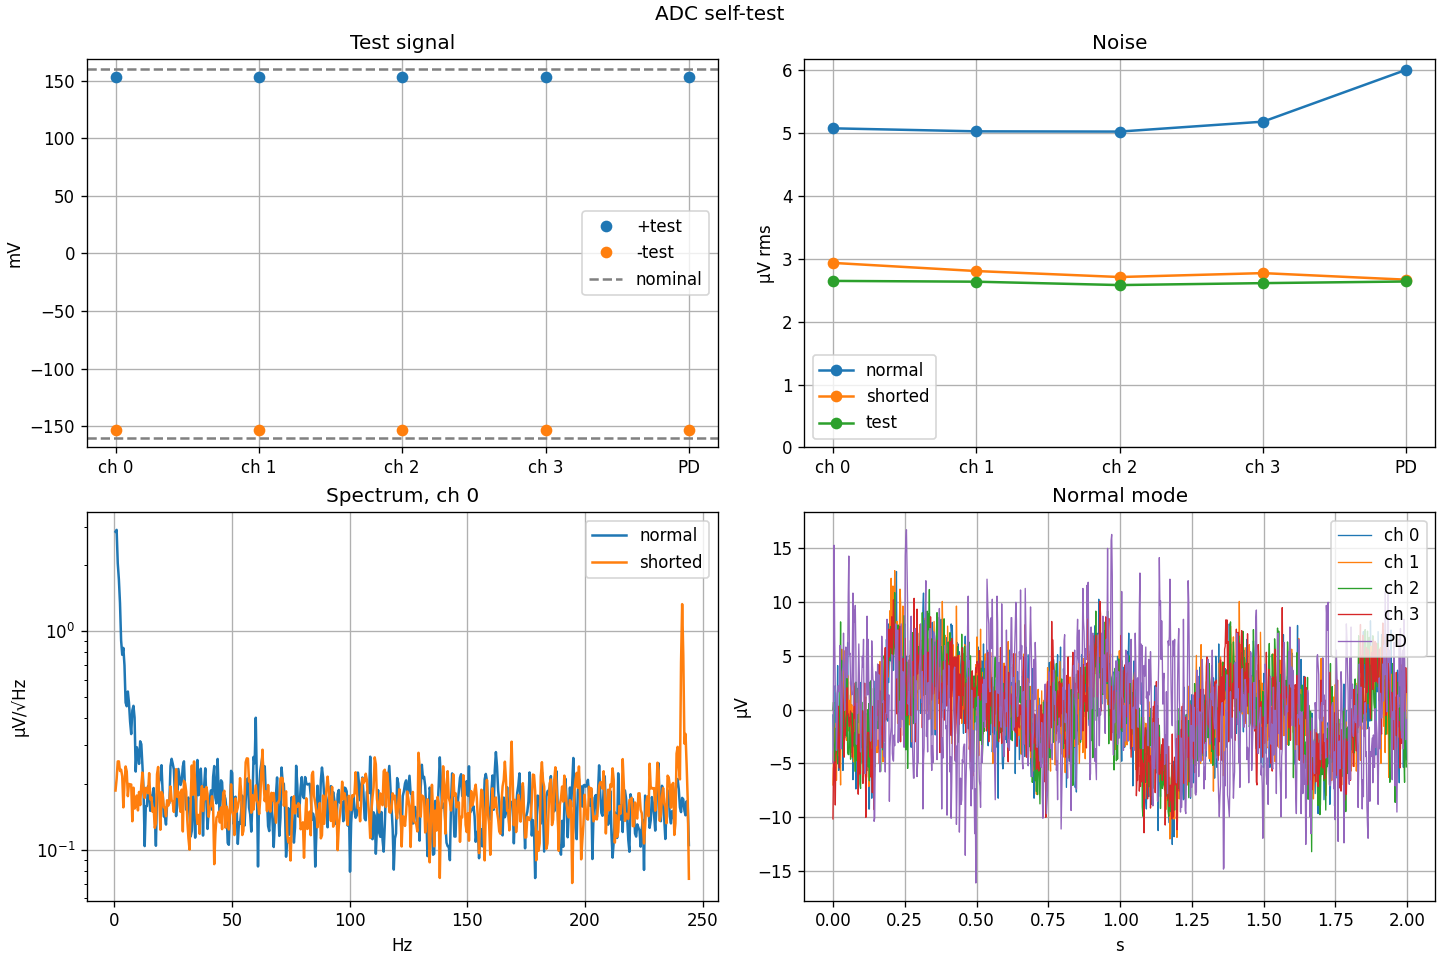 ADC self-test
Test signal
mV
150
100
50
0
−50
−100
−150
ch 0 ch 1 ch 2 ch 3 PD
+test
-test
nominal
Noise
µV rms
6
5
4
3
2
1
0
ch 0 ch 1 ch 2 ch 3 PD
normal
shorted
test
Spectrum, ch 0
µV/√Hz
10⁰
10⁻¹
0 50 100 150 200 250
Hz
normal
shorted
Normal mode
µV
15
10
5
0
−5
−10
−15
0.00 0.25 0.50 0.75 1.00 1.25 1.50 1.75 2.00
s
ch 0
ch 1
ch 2
ch 3
PD